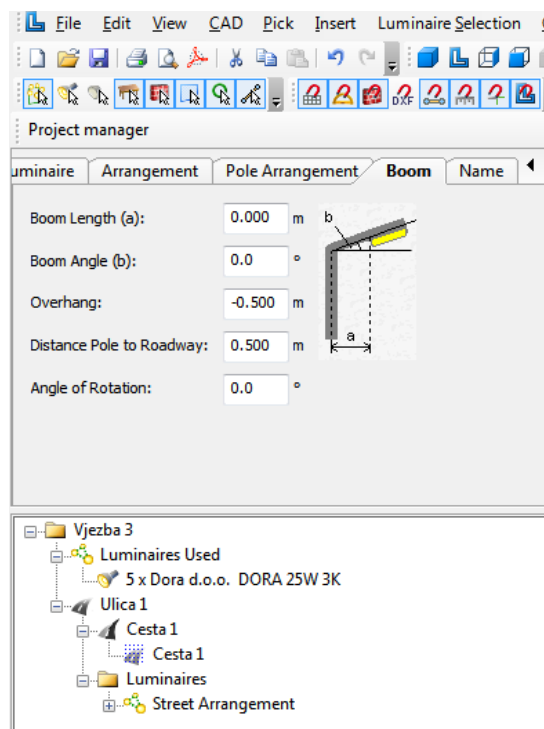 File Edit View CAD Pick Insert Luminaire Selection
DXF
Project manager
uminaire Arrangement Pole Arrangement Boom Name
Boom Length (a): 0.000 m
Boom Angle (b): 0.0 °
Overhang: -0.500 m
Distance Pole to Roadway: 0.500 m
Angle of Rotation: 0.0 °
b
a
Vjezba 3
Luminaires Used
5 x Dora d.o.o. DORA 25W 3K
Ulica 1
Cesta 1
Cesta 1
Luminaires
Street Arrangement